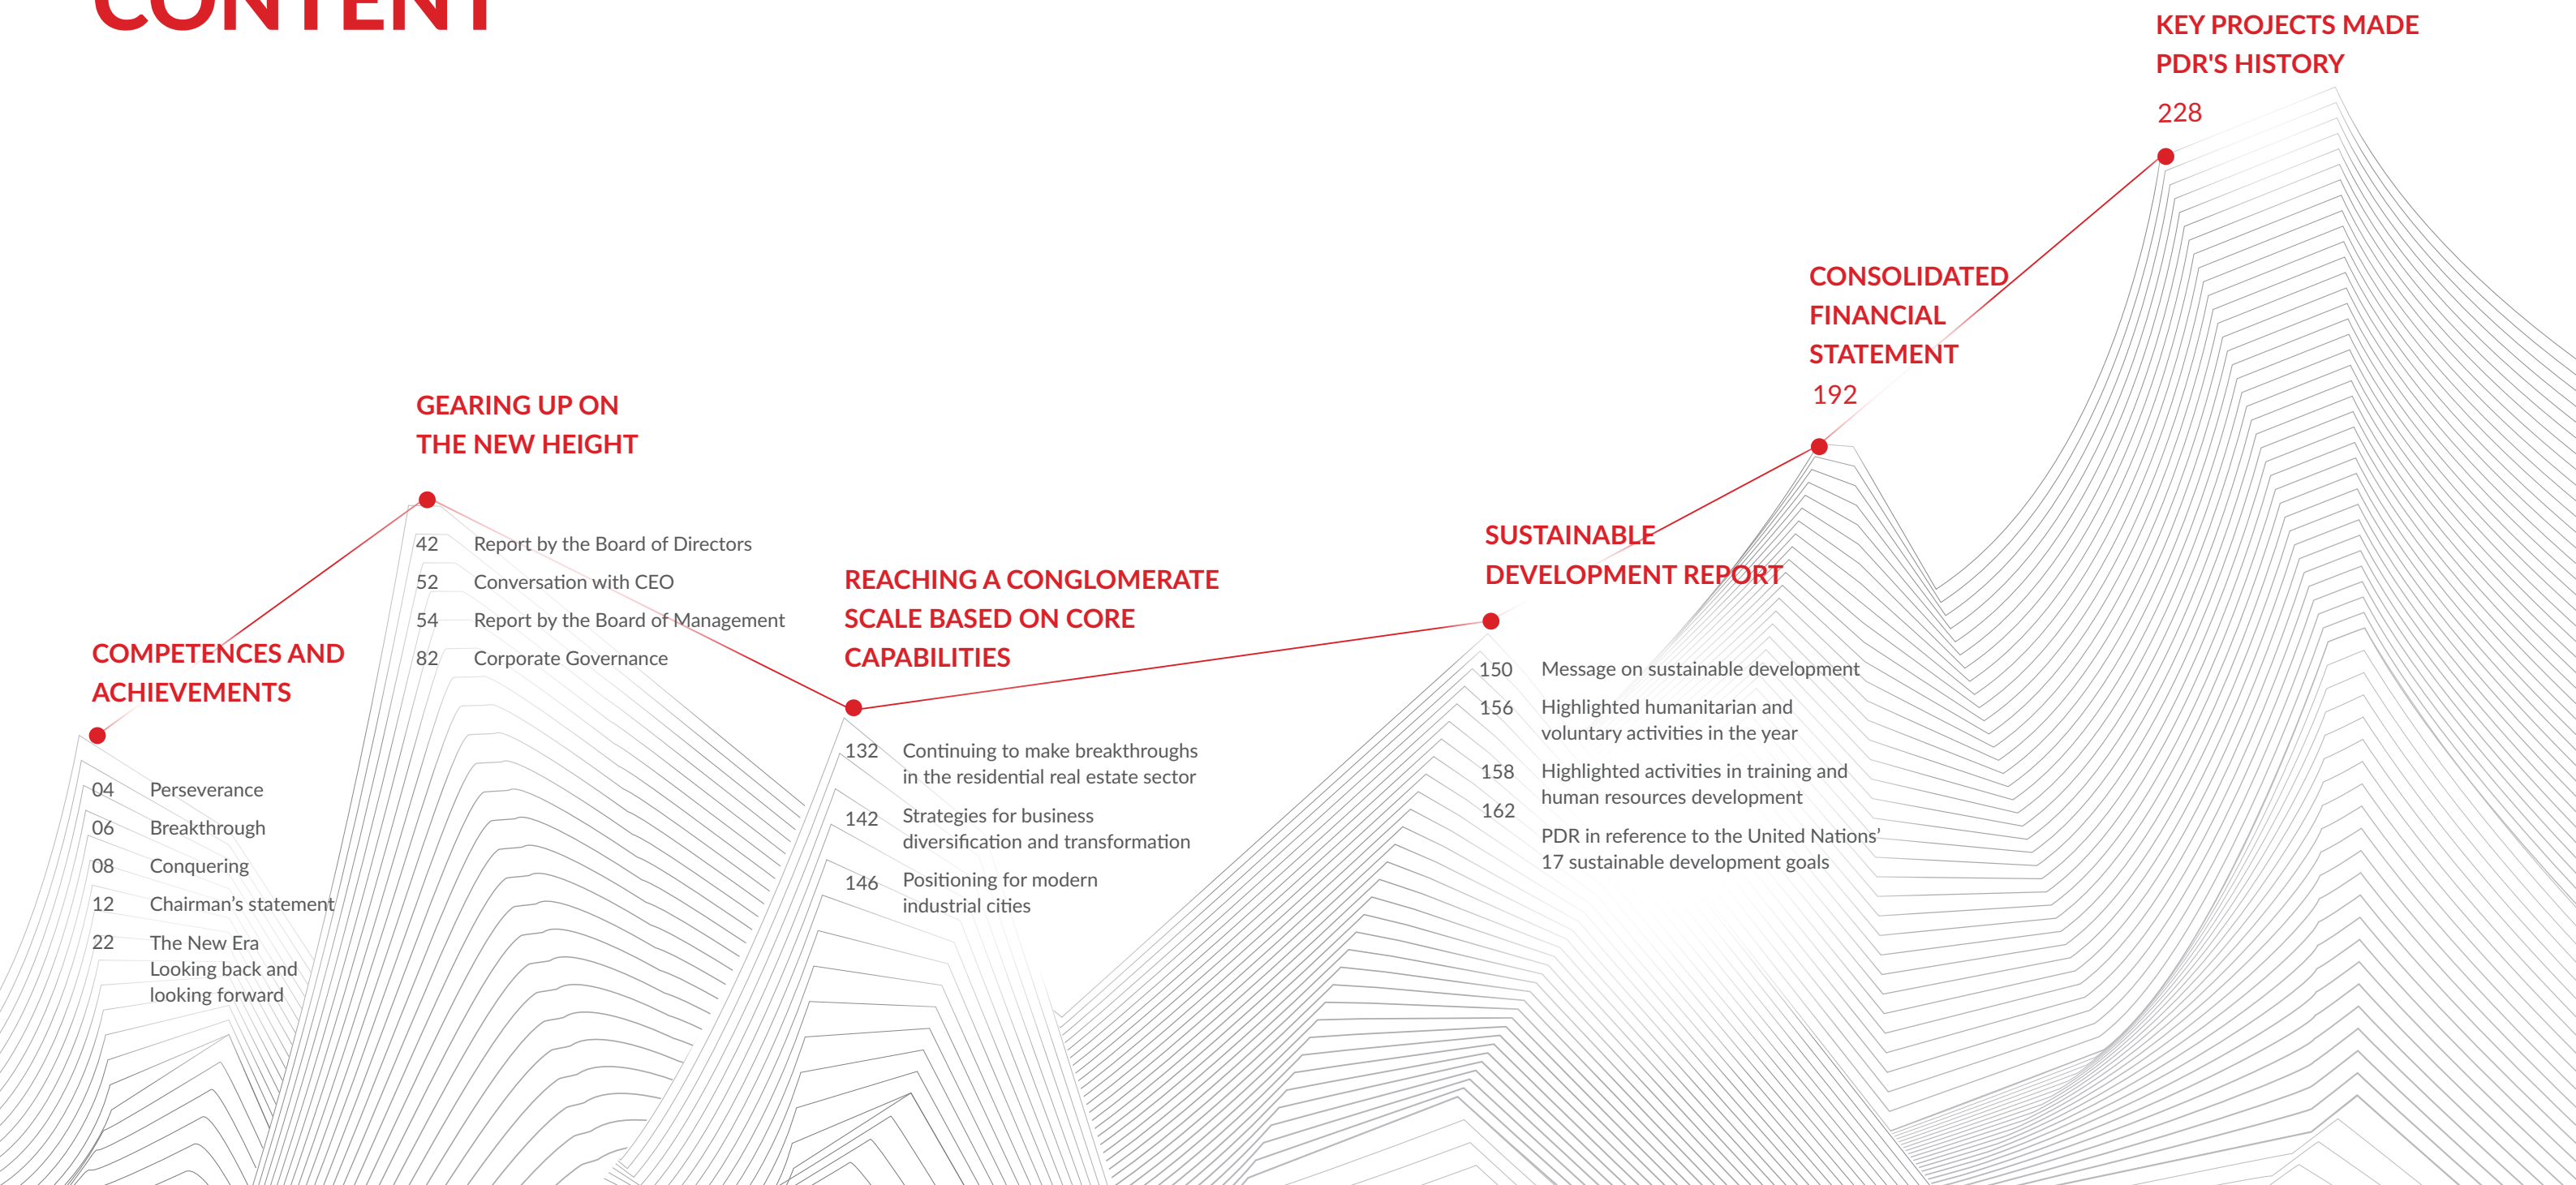 CONTENT
COMPETENCES AND
ACHIEVEMENTS
04 Perseverance
06 Breakthrough
08 Conquering
12 Chairman’s statement
22 The New Era
Looking back and
looking forward
GEARING UP ON
THE NEW HEIGHT
42 Report by the Board of Directors
52 Conversation with CEO
54 Report by the Board of Management
82 Corporate Governance
REACHING A CONGLOMERATE
SCALE BASED ON CORE
CAPABILITIES
132 Continuing to make breakthroughs
in the residential real estate sector
142 Strategies for business
diversification and transformation
146 Positioning for modern
industrial cities
SUSTAINABLE
DEVELOPMENT REPORT
150 Message on sustainable development
156 Highlighted humanitarian and
voluntary activities in the year
158 Highlighted activities in training and
human resources development
162
PDR in reference to the United Nations’
17 sustainable development goals
CONSOLIDATED
FINANCIAL
STATEMENT
192
KEY PROJECTS MADE
PDR'S HISTORY
228